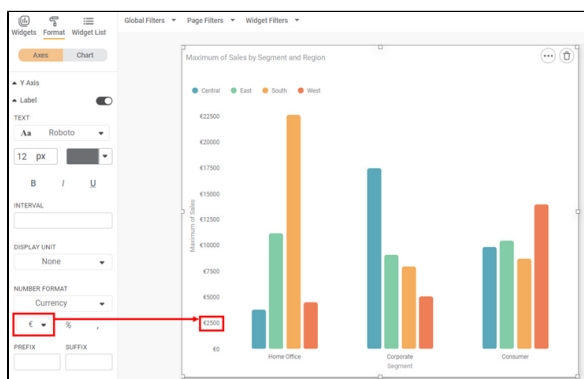 Widgets Format Widget List
Global Filters Page Filters Widget Filters
Axes Chart
Y Axis
Label
TEXT
Aa Roboto
12 px
B I U
INTERVAL
DISPLAY UNIT
None
NUMBER FORMAT
Currency
€ % ,
PREFIX SUFFIX
Maximum of Sales by Segment and Region
Central East South West
Maximum of Sales
€22500
€20000
€17500
€15000
€12500
€10000
€7500
€5000
€2500
€0
Home Office Corporate Consumer
Segment